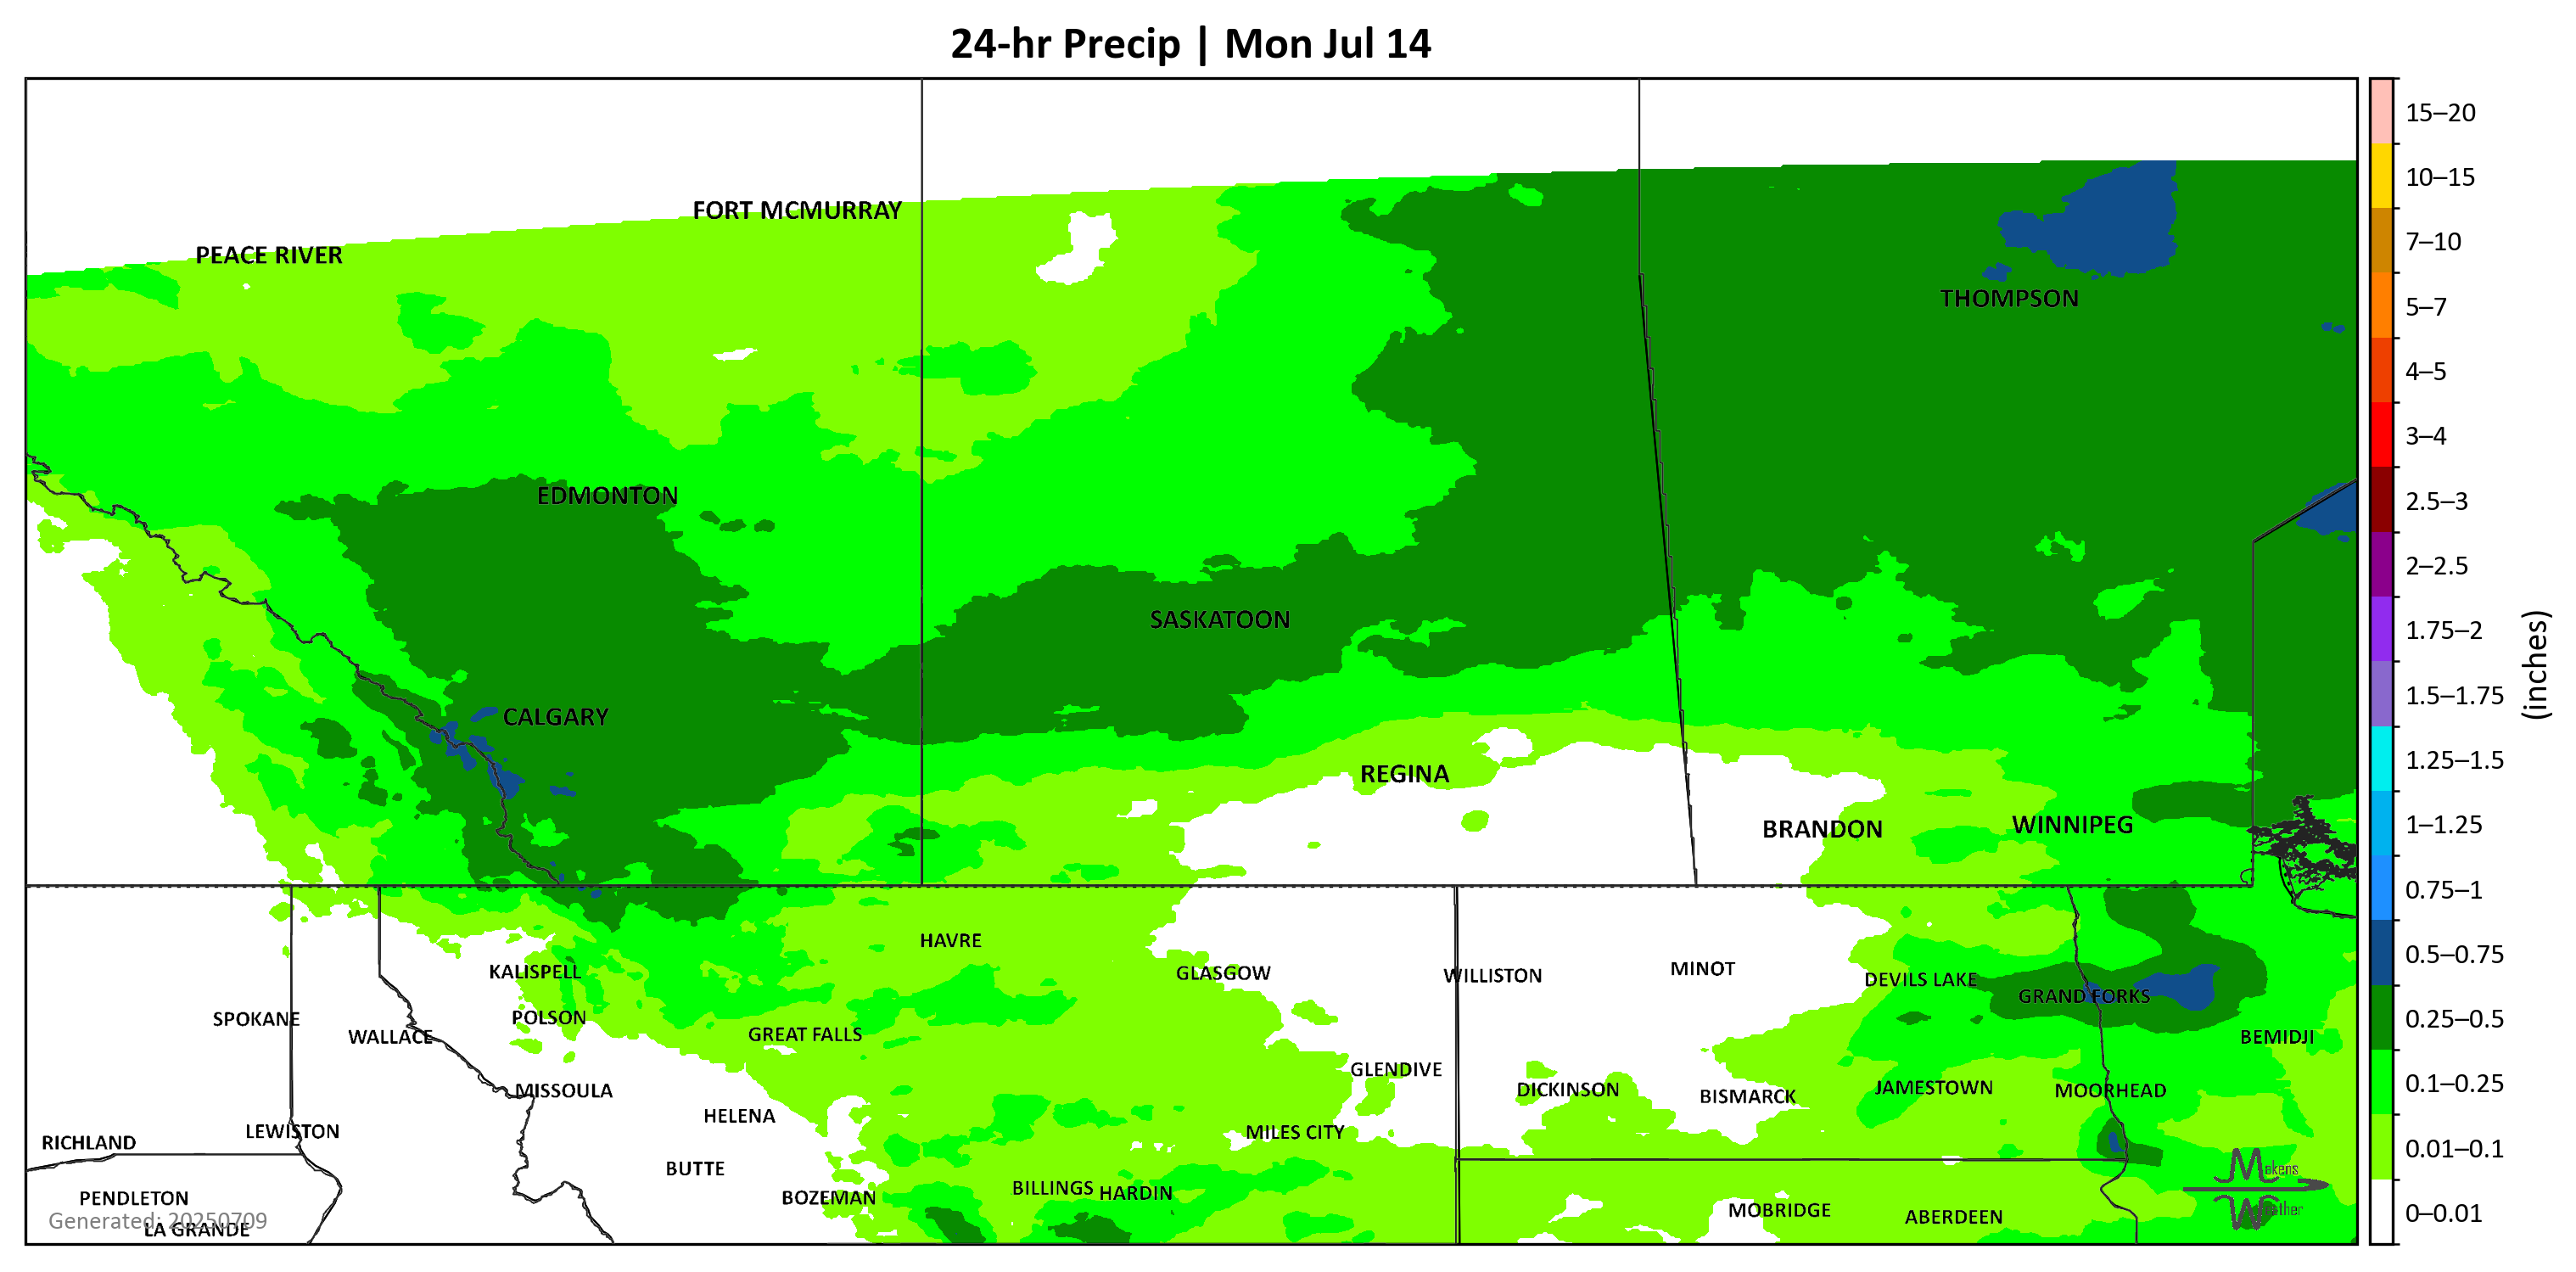 24-hr Precip | Mon Jul 14
FORT MCMURRAY
PEACE RIVER
THOMPSON
EDMONTON
SASKATOON
CALGARY
REGINA
BRANDON
WINNIPEG
HAVRE
KALISPELL
GLASGOW
WILLISTON
MINOT
DEVILS LAKE
GRAND FORKS
SPOKANE
POLSON
WALLACE
GREAT FALLS
BEMIDJI
GLENDIVE
MISSOULA
DICKINSON
BISMARCK
JAMESTOWN
MOORHEAD
HELENA
LEWISTON
MILES CITY
RICHLAND
BUTTE
BILLINGS
HARDIN
BOZEMAN
PENDLETON
MOBRIDGE
ABERDEEN
Generated: 20250709
LA GRANDE
15–20
10–15
7–10
5–7
4–5
3–4
2.5–3
2–2.5
1.75–2
1.5–1.75
1.25–1.5
1–1.25
0.75–1
0.5–0.75
0.25–0.5
0.1–0.25
0.01–0.1
0–0.01
(inches)